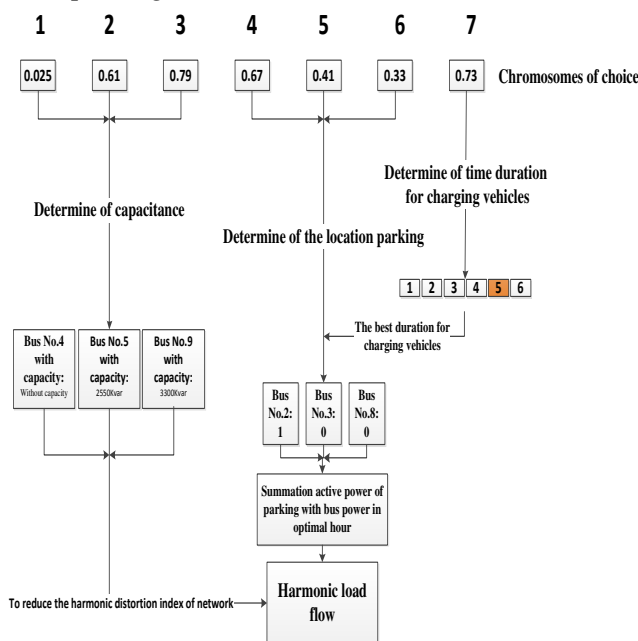 1 2 3 4 5 6 7
0.025 0.61 0.79 0.67 0.41 0.33 0.73 Chromosomes of choice
Determine of time duration
for charging vehicles
Determine of capacitance
Determine of the location parking
1 2 3 4 5 6
The best duration for
charging vehicles
Bus No.4
with
capacity:
Without capacity
Bus No.5
with
capacity:
2550Kvar
Bus No.9
with
capacity:
3300Kvar
Bus
No.2:
1
Bus
No.3:
0
Bus
No.8:
0
Summation active power of
parking with bus power in
optimal hour
To reduce the harmonic distortion index of network
Harmonic load
flow